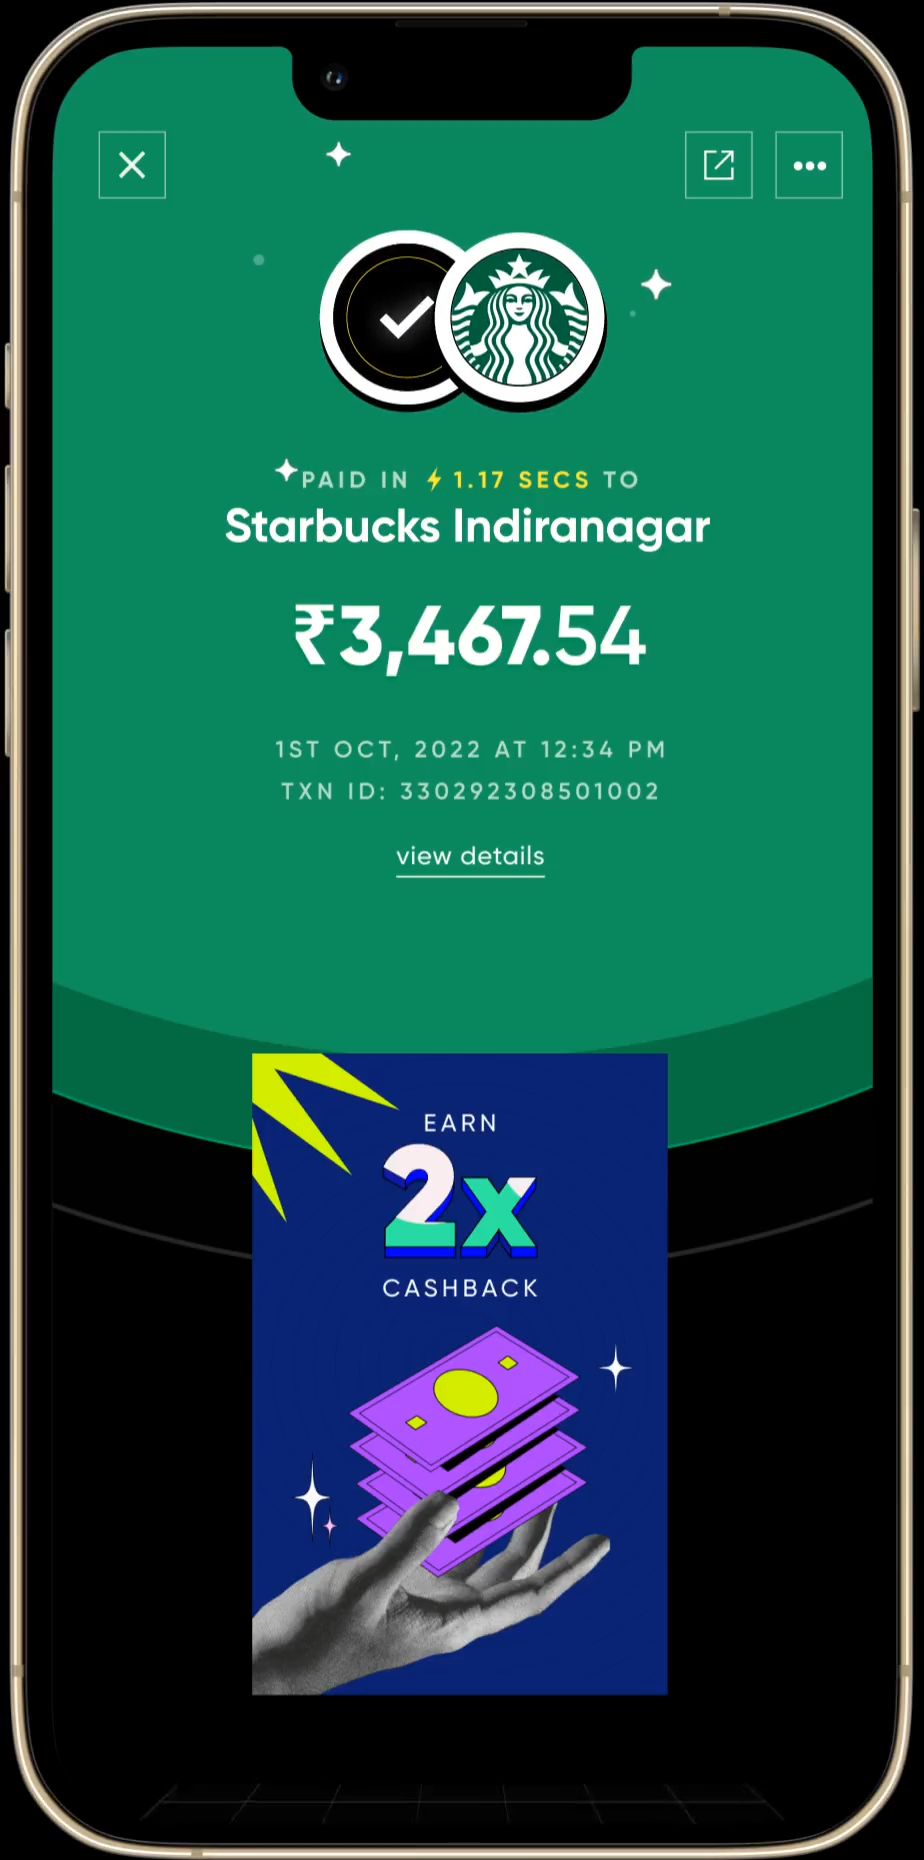 PAID IN ⚡ 1.17 SECS TO
Starbucks Indiranagar
₹3,467.54
1ST OCT, 2022 AT 12:34 PM
TXN ID: 330292308501002
view details
EARN
2x
CASHBACK